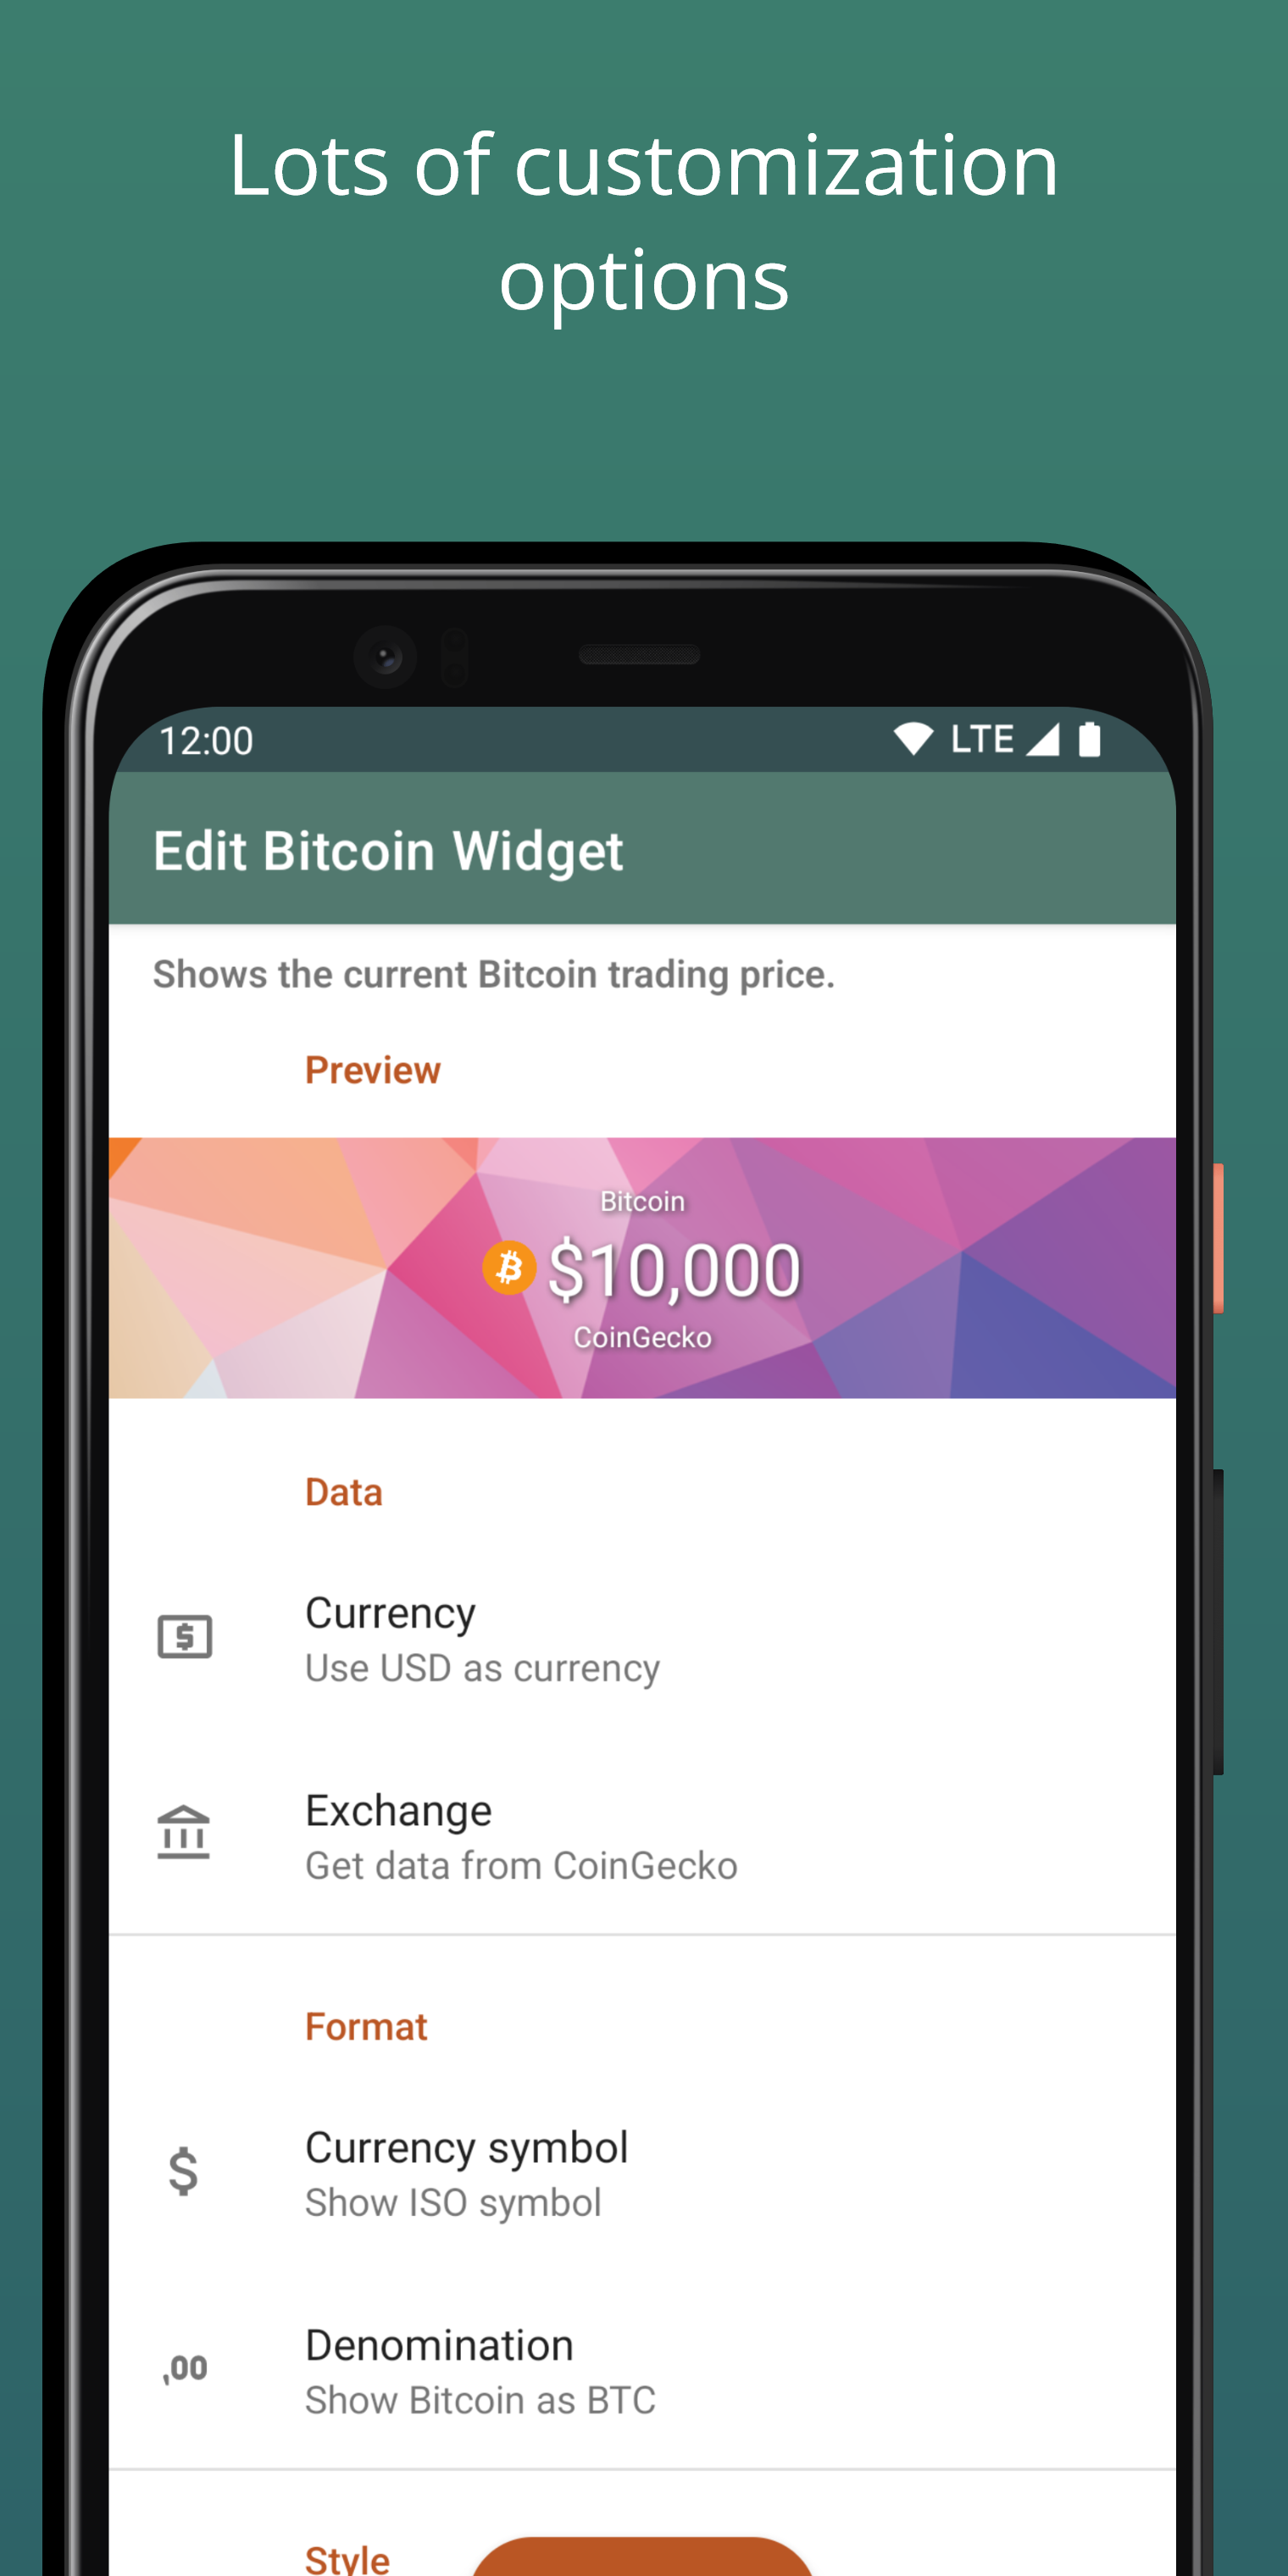 Lots of customization
options
12:00 LTE
Edit Bitcoin Widget
Shows the current Bitcoin trading price.
Preview
Bitcoin
$10,000
CoinGecko
Data
Currency
Use USD as currency
Exchange
Get data from CoinGecko
Format
$
Currency symbol
Show ISO symbol
,00
Denomination
Show Bitcoin as BTC
Style